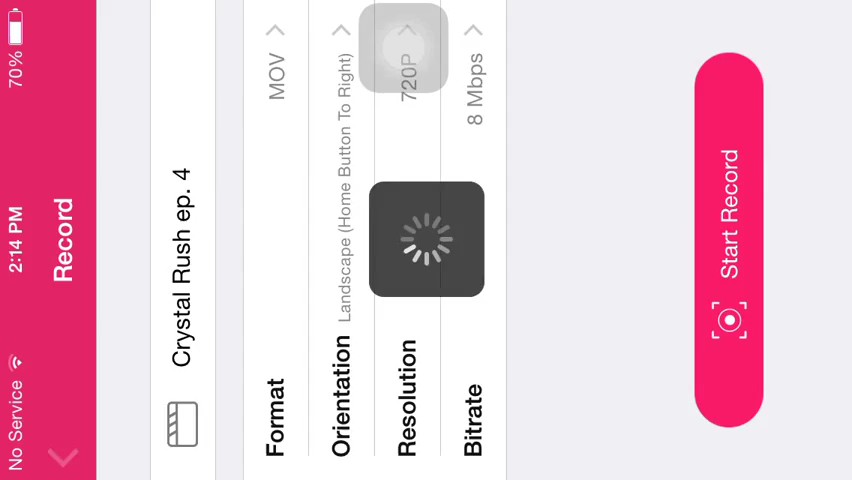 No Service 2:14 PM 70%
Record
Crystal Rush ep. 4
Format MOV
Orientation Landscape (Home Button To Right)
Resolution 720P
Bitrate 8 Mbps
Start Record